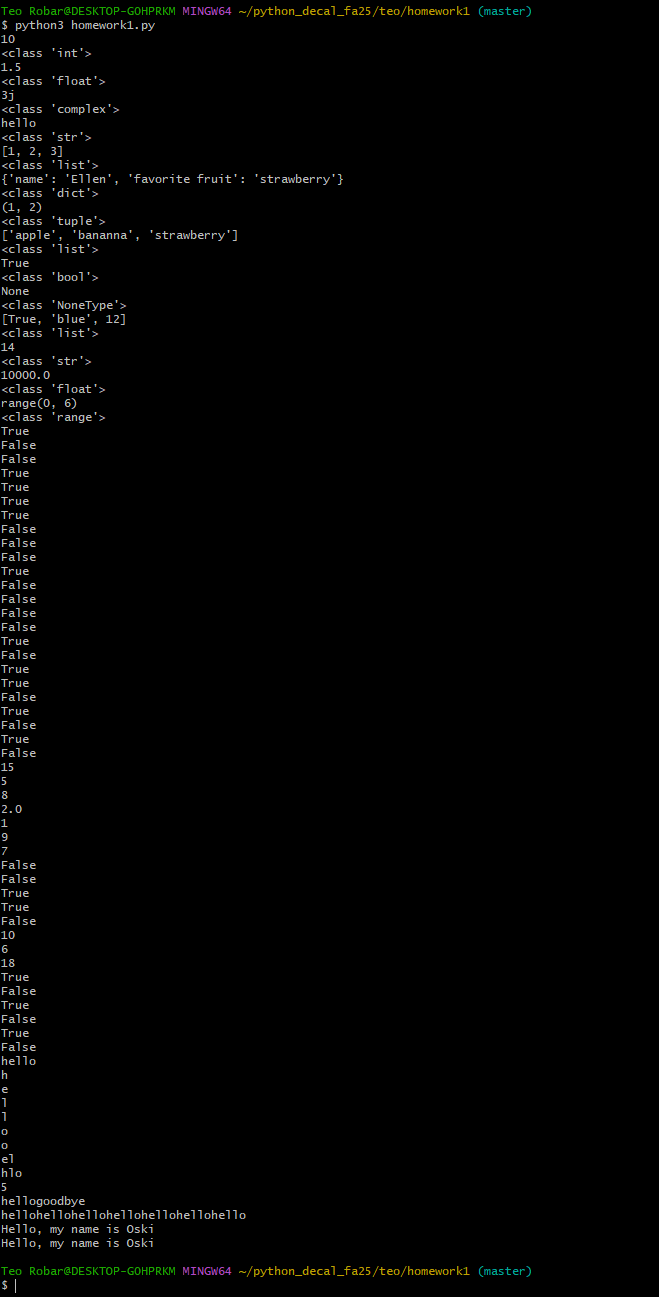 Teo Robar@DESKTOP-GOHPRKM MINGW64 ~/python_decal_fa25/teo/homework1 (master)
$ python3 homework1.py
10
<class 'int'>
1.5
<class 'float'>
3j
<class 'complex'>
hello
<class 'str'>
[1, 2, 3]
<class 'list'>
{'name': 'Ellen', 'favorite fruit': 'strawberry'}
<class 'dict'>
(1, 2)
<class 'tuple'>
['apple', 'bananna', 'strawberry']
<class 'list'>
True
<class 'bool'>
None
<class 'NoneType'>
[True, 'blue', 12]
<class 'list'>
14
<class 'str'>
10000.0
<class 'float'>
range(0, 6)
<class 'range'>
True
False
False
True
True
True
True
False
False
False
True
False
False
False
False
True
False
True
True
False
True
False
True
False
15
5
8
2.0
1
9
7
False
False
True
True
False
10
6
18
True
False
True
False
True
False
hello
h
e
l
l
o
o
el
hlo
5
hellogoodbye
hellohellohellohellohellohellohello
Hello, my name is Oski
Hello, my name is Oski
Teo Robar@DESKTOP-GOHPRKM MINGW64 ~/python_decal_fa25/teo/homework1 (master)
$